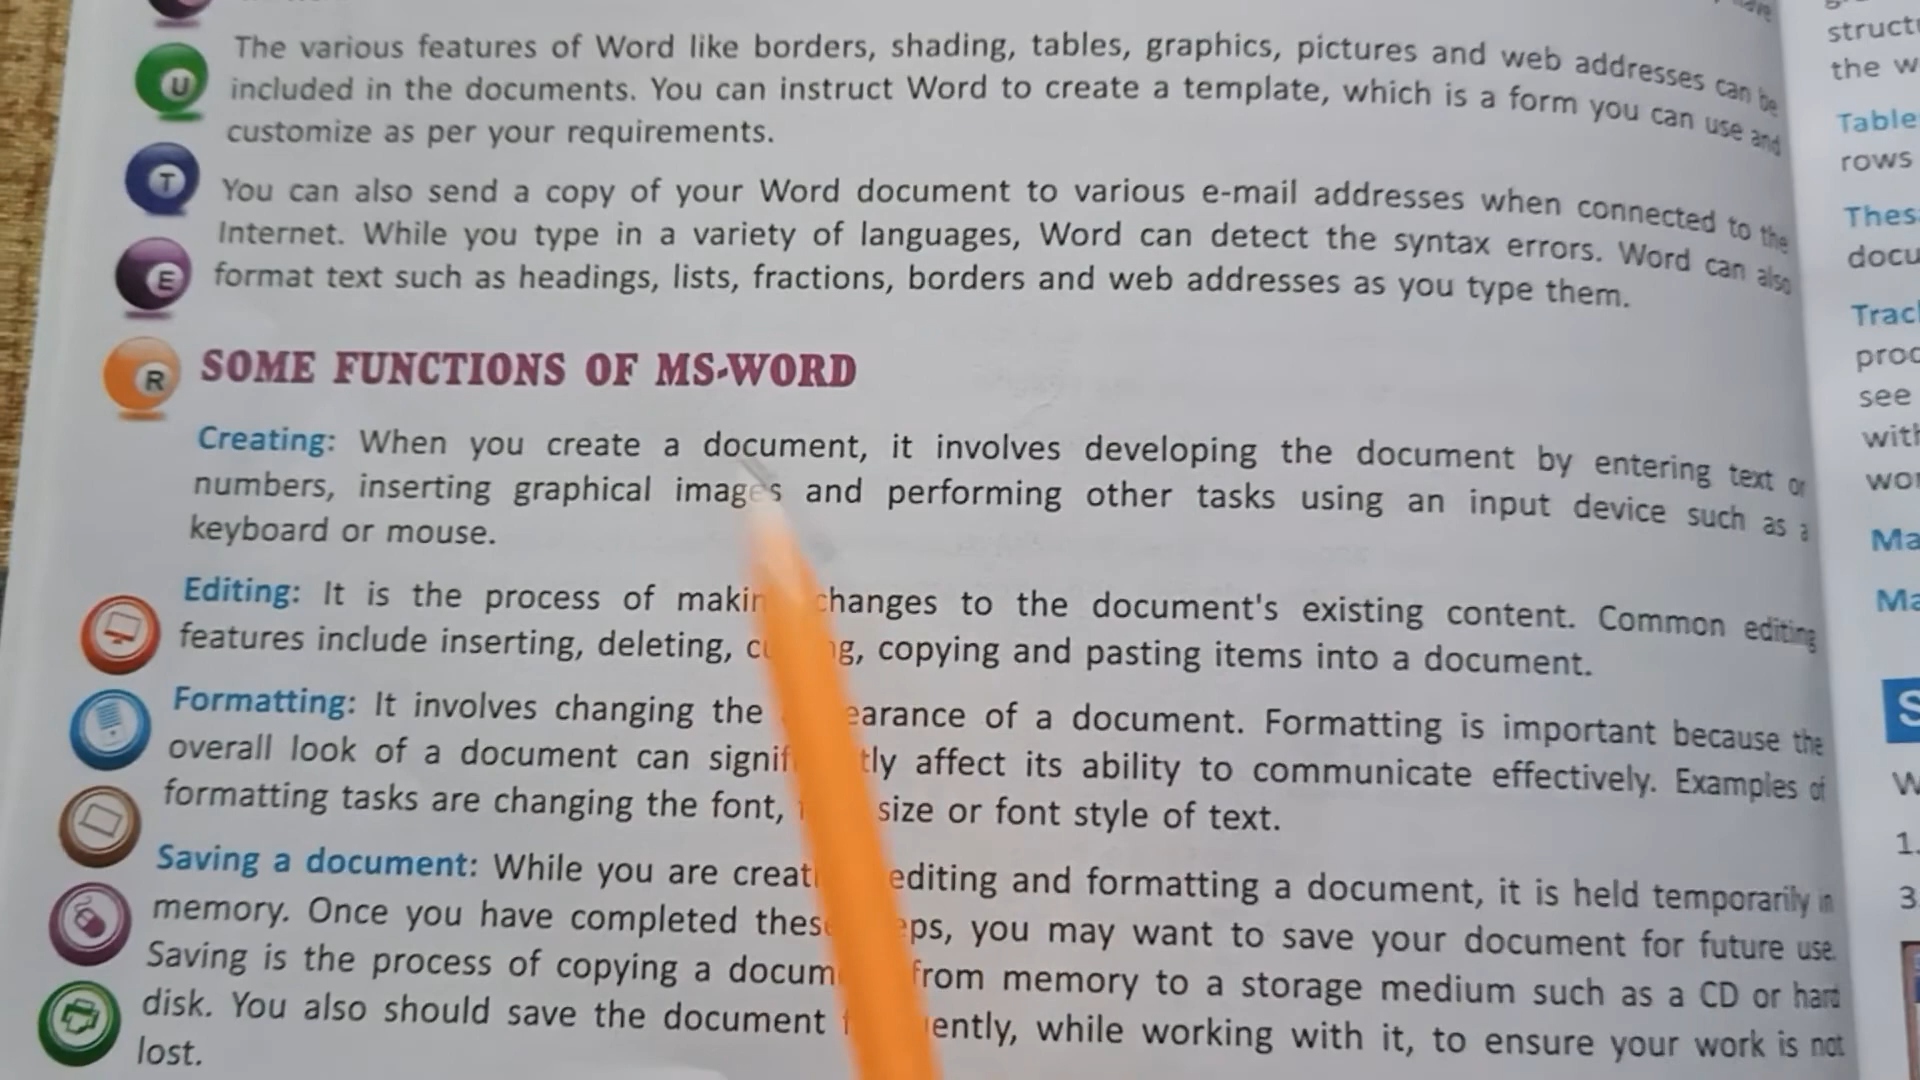 The various features of Word like borders, shading, tables, graphics, pictures and web addresses can be
included in the documents. You can instruct Word to create a template, which is a form you can use and
customize as per your requirements.
You can also send a copy of your Word document to various e-mail addresses when connected to the
Internet. While you type in a variety of languages, Word can detect the syntax errors. Word can also
format text such as headings, lists, fractions, borders and web addresses as you type them.
SOME FUNCTIONS OF MS-WORD
Creating: When you create a document, it involves developing the document by entering text or
numbers, inserting graphical images and performing other tasks using an input device such as a
keyboard or mouse.
Editing: It is the process of changes to the document's existing content. Common editing
features include inserting, deleting, copying and pasting items into a document.
Formatting: It involves changing the of a document. Formatting is important because the
overall look of a document can affect its ability to communicate effectively. Examples of
formatting tasks are changing the font, size or font style of text.
Saving a document: While you are editing and formatting a document, it is held temporarily in
memory. Once you have completed you may want to save your document for future use.
Saving is the process of copying a from memory to a storage medium such as a CD or hard
disk. You also should save the document while working with it, to ensure your work is not
lost.
U
T
E
R
the
Table
rows
see
1.
3